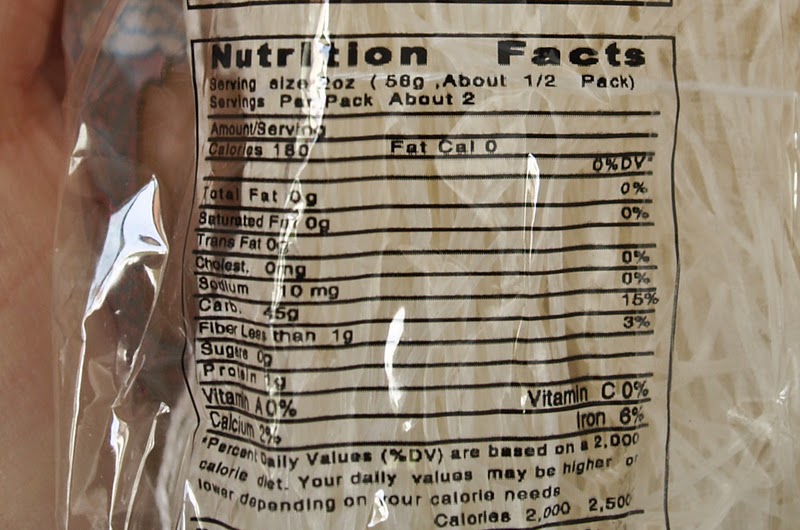 Nutrition Facts
Serving size 2oz ( 56g ,About 1/2 Pack)
Servings Per Pack About 2
Amount/Serving
Calories 180 Fat Cal 0
0%DV*
Total Fat 0g 0%
Saturated Fat 0g 0%
Trans Fat 0g
Cholest. 0mg 0%
Sodium 10 mg 0%
Carb. 45g 15%
Fiber Less than 1g 3%
Sugars 0g
Protein 1g
Vitamin A 0% Vitamin C 0%
Calcium 2% Iron 6%
*Percent Daily Values (%DV) are based on a 2,000
calorie diet. Your daily values may be higher or
lower depending on your calorie needs
Calories 2,000 2,500